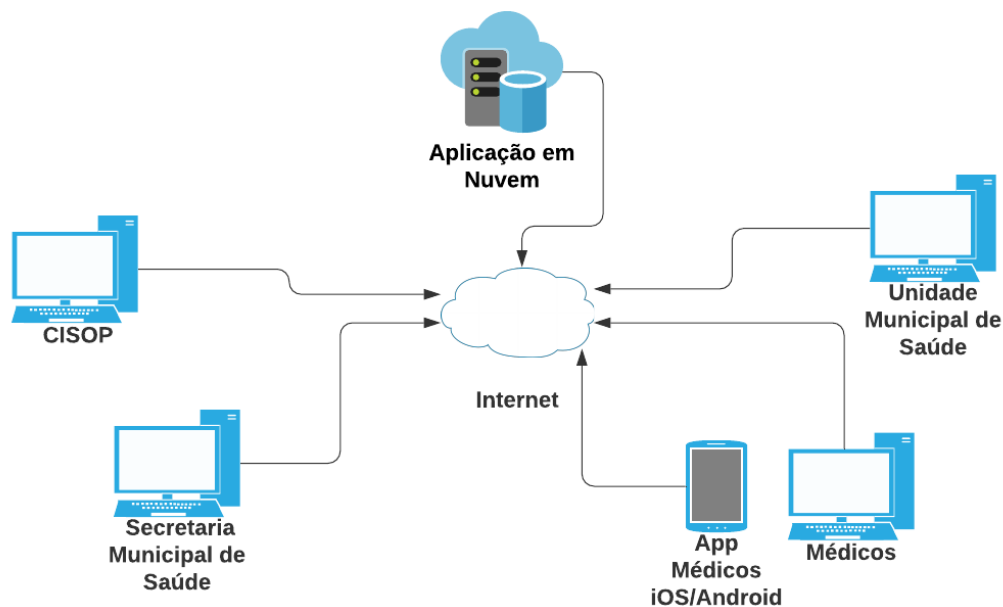 Aplicação em
Nuvem
CISOP
Unidade
Municipal de
Saúde
Internet
Secretaria
Municipal de
Saúde
App
Médicos
iOS/Android
Médicos